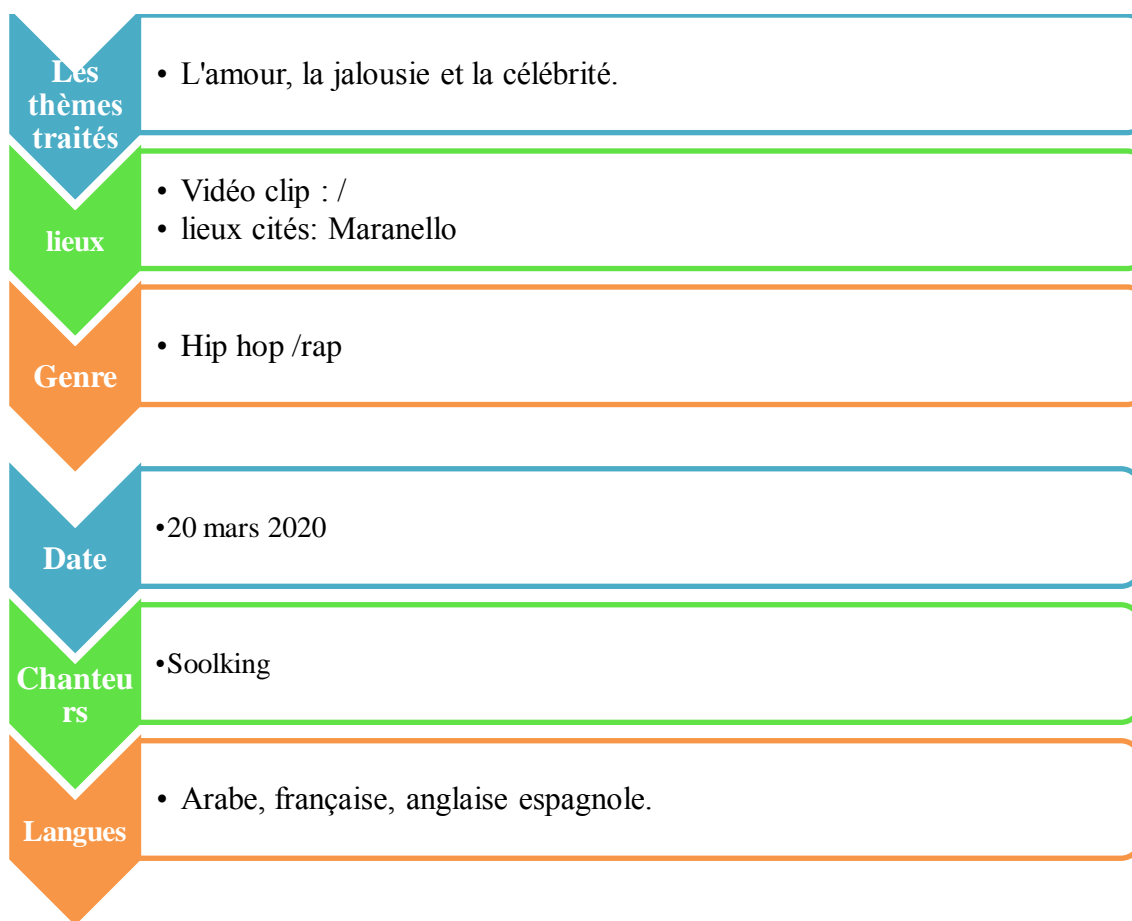 Les
thèmes
traités
• L'amour, la jalousie et la célébrité.
lieux
• Vidéo clip : /
• lieux cités: Maranello
Genre
• Hip hop /rap
Date
•20 mars 2020
Chanteu
rs
•Soolking
Langues
• Arabe, française, anglaise espagnole.